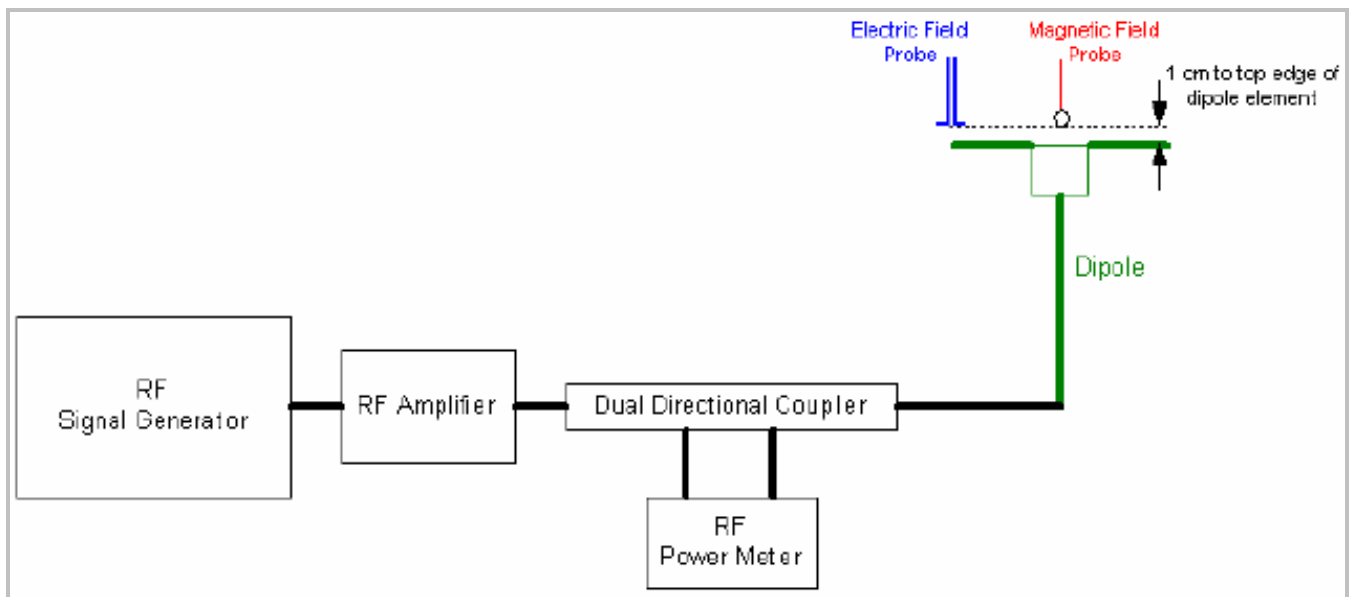 Electric Field
Probe
Magnetic Field
Probe
1 cm to top edge of
dipole element
Dipole
RF
Signal Generator
RF Amplifier
Dual Directional Coupler
RF
Power Meter